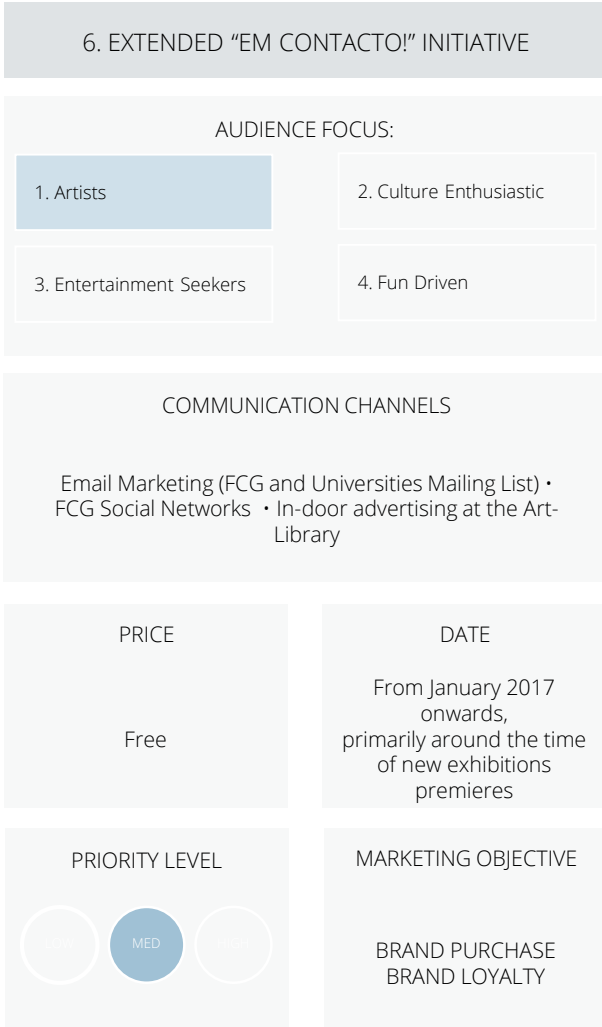 6. EXTENDED “EM CONTACTO!” INITIATIVE
AUDIENCE FOCUS:
1. Artists
2. Culture Enthusiastic
3. Entertainment Seekers
4. Fun Driven
COMMUNICATION CHANNELS
Email Marketing (FCG and Universities Mailing List) •
FCG Social Networks • In-door advertising at the Art-
Library
PRICE
Free
DATE
From January 2017
onwards,
primarily around the time
of new exhibitions
premieres
PRIORITY LEVEL
MED
MARKETING OBJECTIVE
BRAND PURCHASE
BRAND LOYALTY